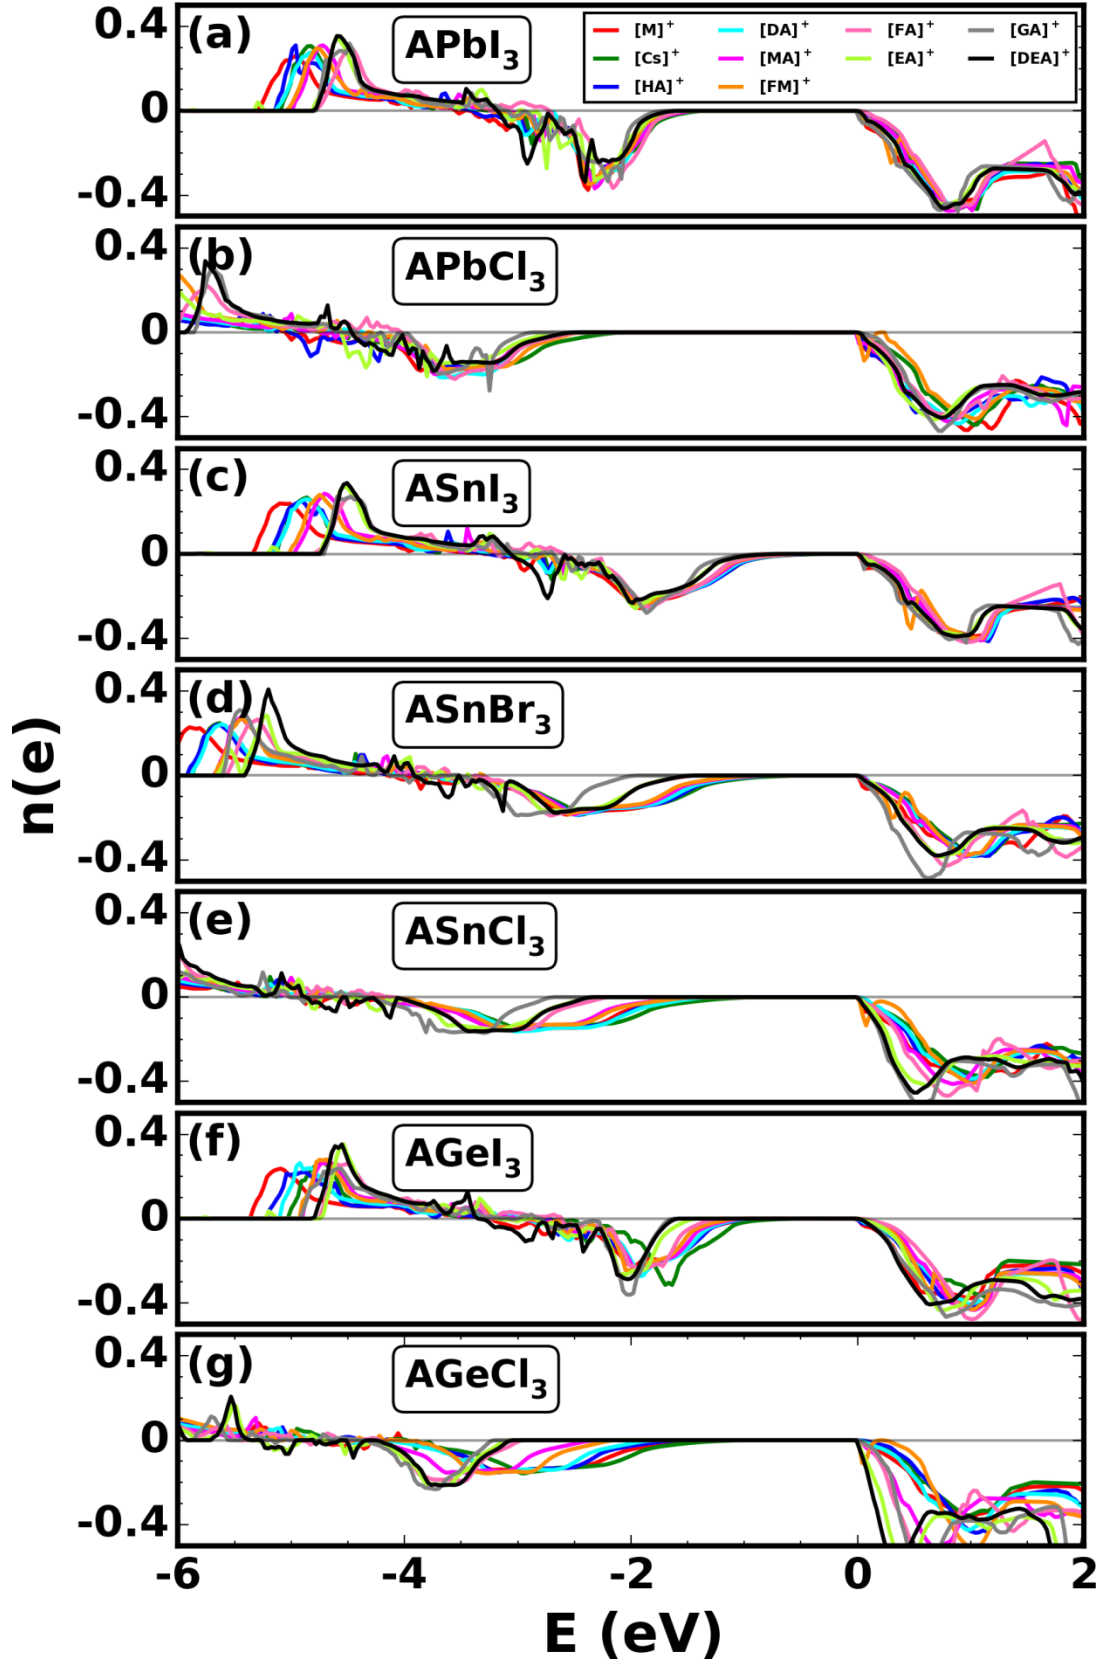 0.4
(a)
APbI3
[M]+ [DA]+ [FA]+ [GA]+
[Cs]+ [MA]+ [EA]+ [DEA]+
[HA]+ [FM]+
0
-0.4
0.4
(b)
APbCl3
0
-0.4
0.4
(c)
ASnI3
0
-0.4
0.4
(d)
ASnBr3
0
-0.4
0.4
(e)
ASnCl3
0
-0.4
0.4
(f)
AGeI3
0
-0.4
0.4
(g)
AGeCl3
0
-0.4
n(e)
-6 -4 -2 0 2
E (eV)